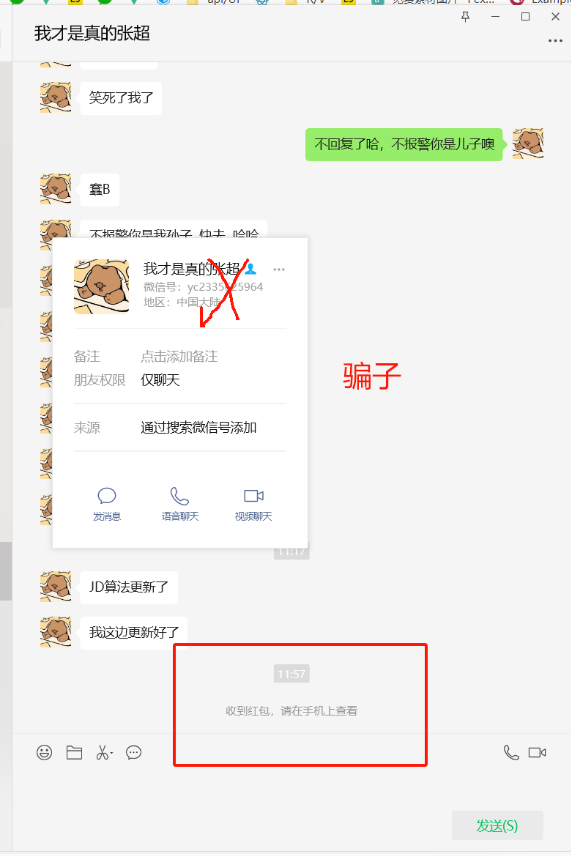 我才是真的张超
笑死了我了
不回复了哈，不报警你是儿子噢
蠢B
不报警你是我孙子 快去 哈哈
我才是真的张超
微信号：
地区：中国大陆
备注 点击添加备注
朋友权限 仅聊天
骗子
来源 通过搜索微信号添加
发消息 语音聊天 视频聊天
11:17
JD算法更新了
我这边更新好了
11:57
收到红包，请在手机上查看
发送(S)